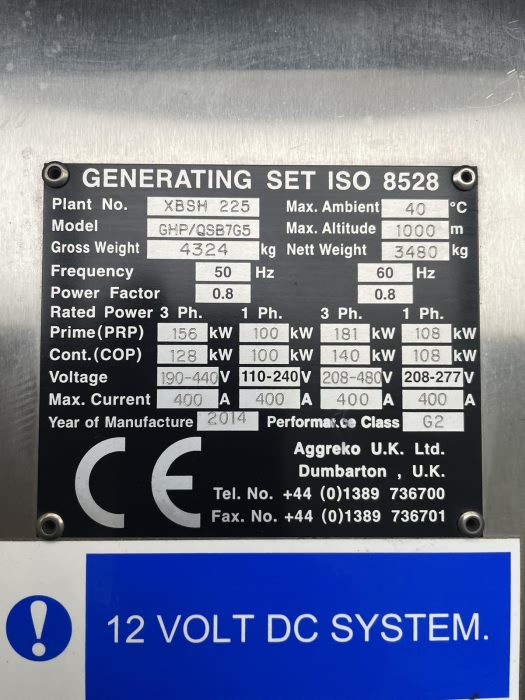 GENERATING SET ISO 8528
Plant No. XBSH 225 Max. Ambient 40 °C
Model GHP/QSB7G5 Max. Altitude 1000 m
Gross Weight 4324 kg Nett Weight 3480 kg
Frequency 50 Hz 60 Hz
Power Factor 0.8 0.8
Rated Power 3 Ph. 1 Ph. 3 Ph. 1 Ph.
Prime(PRP) 156 kW 100 kW 181 kW 108 kW
Cont.(COP) 128 kW 100 kW 140 kW 108 kW
Voltage 190-440 V 110-240 V 208-480 V 208-277 V
Max. Current 400 A 400 A 400 A 400 A
Year of Manufacture 2014 Performance Class G2
CE
Aggreko U.K. Ltd.
Dumbarton , U.K.
Tel. No. +44 (0)1389 736700
Fax. No. +44 (0)1389 736701
! 12 VOLT DC SYSTEM.